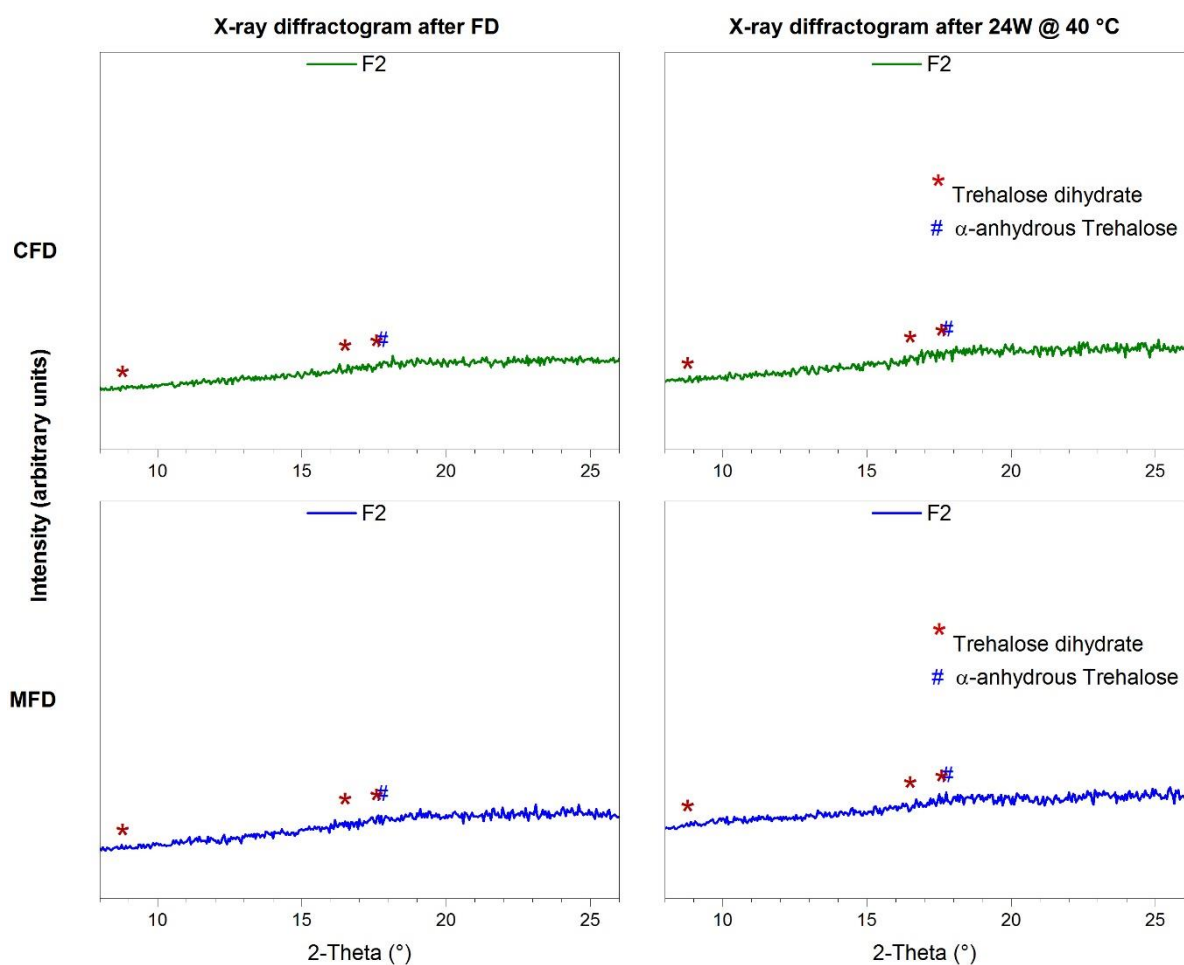 X-ray diffractogram after FD
X-ray diffractogram after 24W @ 40 °C
F2
F2
* Trehalose dihydrate
# α-anhydrous Trehalose
CFD
* * *#
* * *#
10 15 20 25
10 15 20 25
Intensity (arbitrary units)
F2
F2
* Trehalose dihydrate
# α-anhydrous Trehalose
MFD
* * *#
* * *#
10 15 20 25
10 15 20 25
2-Theta (°)
2-Theta (°)